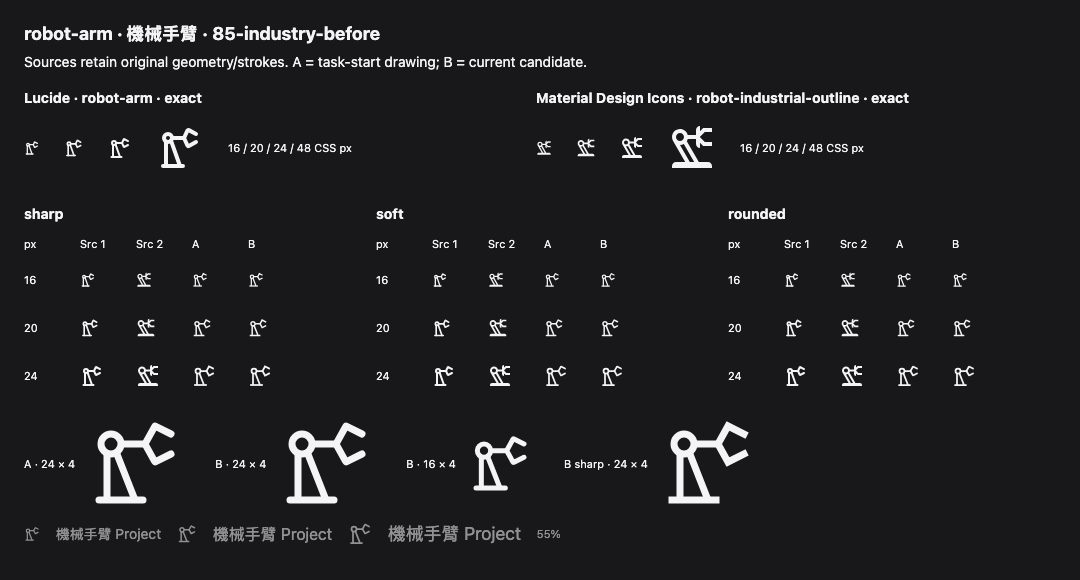 robot-arm · 機械手臂 · 85-industry-before
Sources retain original geometry/strokes. A = task-start drawing; B = current candidate.
Lucide · robot-arm · exact
Material Design Icons · robot-industrial-outline · exact
16 / 20 / 24 / 48 CSS px
16 / 20 / 24 / 48 CSS px
sharp
soft
rounded
px Src 1 Src 2 A B
px Src 1 Src 2 A B
px Src 1 Src 2 A B
16
16
16
20
20
20
24
24
24
A · 24 × 4
B · 24 × 4
B · 16 × 4
B sharp · 24 × 4
機械手臂 Project
機械手臂 Project
機械手臂 Project
55%